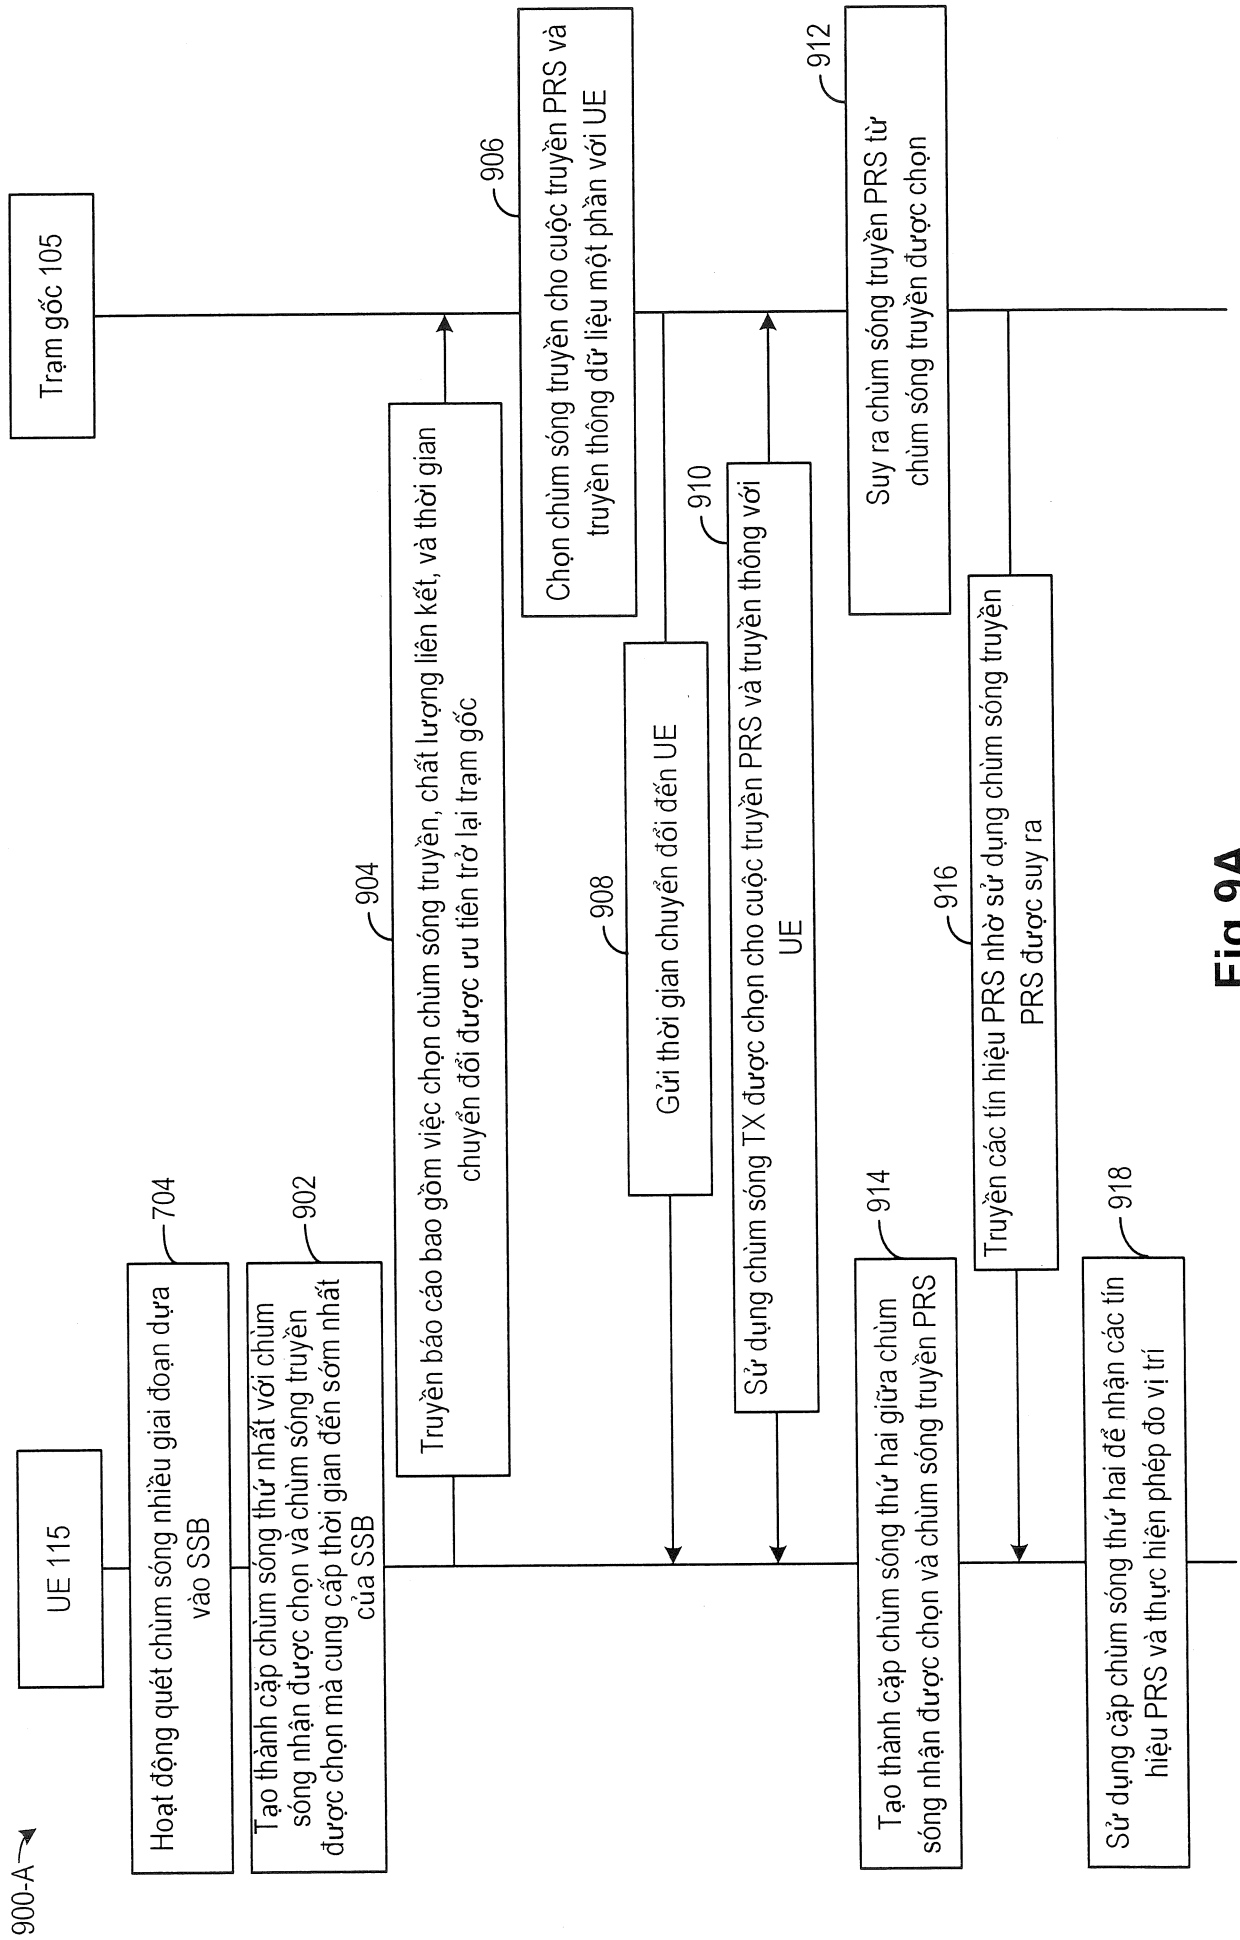 900-A
UE 115
Trạm gốc 105
704
Hoạt động quét chùm sóng nhiều giai đoạn dựa
vào SSB
902
Tạo thành cặp chùm sóng thứ nhất với chùm
sóng nhận được chọn và chùm sóng truyền
được chọn mà cung cấp thời gian đến sớm nhất
của SSB
904
Truyền báo cáo bao gồm việc chọn chùm sóng truyền, chất lượng liên kết, và thời gian
chuyển đổi được ưu tiên trở lại trạm gốc
906
Chọn chùm sóng truyền cho cuộc truyền PRS và
truyền thông dữ liệu một phần với UE
908
Gửi thời gian chuyển đổi đến UE
910
Sử dụng chùm sóng TX được chọn cho cuộc truyền PRS và truyền thông với
UE
912
Suy ra chùm sóng truyền PRS từ
chùm sóng truyền được chọn
914
Tạo thành cặp chùm sóng thứ hai giữa chùm
sóng nhận được chọn và chùm sóng truyền PRS
916
Truyền các tín hiệu PRS nhờ sử dụng chùm sóng truyền
PRS được suy ra
918
Sử dụng cặp chùm sóng thứ hai để nhận các tín
hiệu PRS và thực hiện phép đo vị trí
Fig 9A